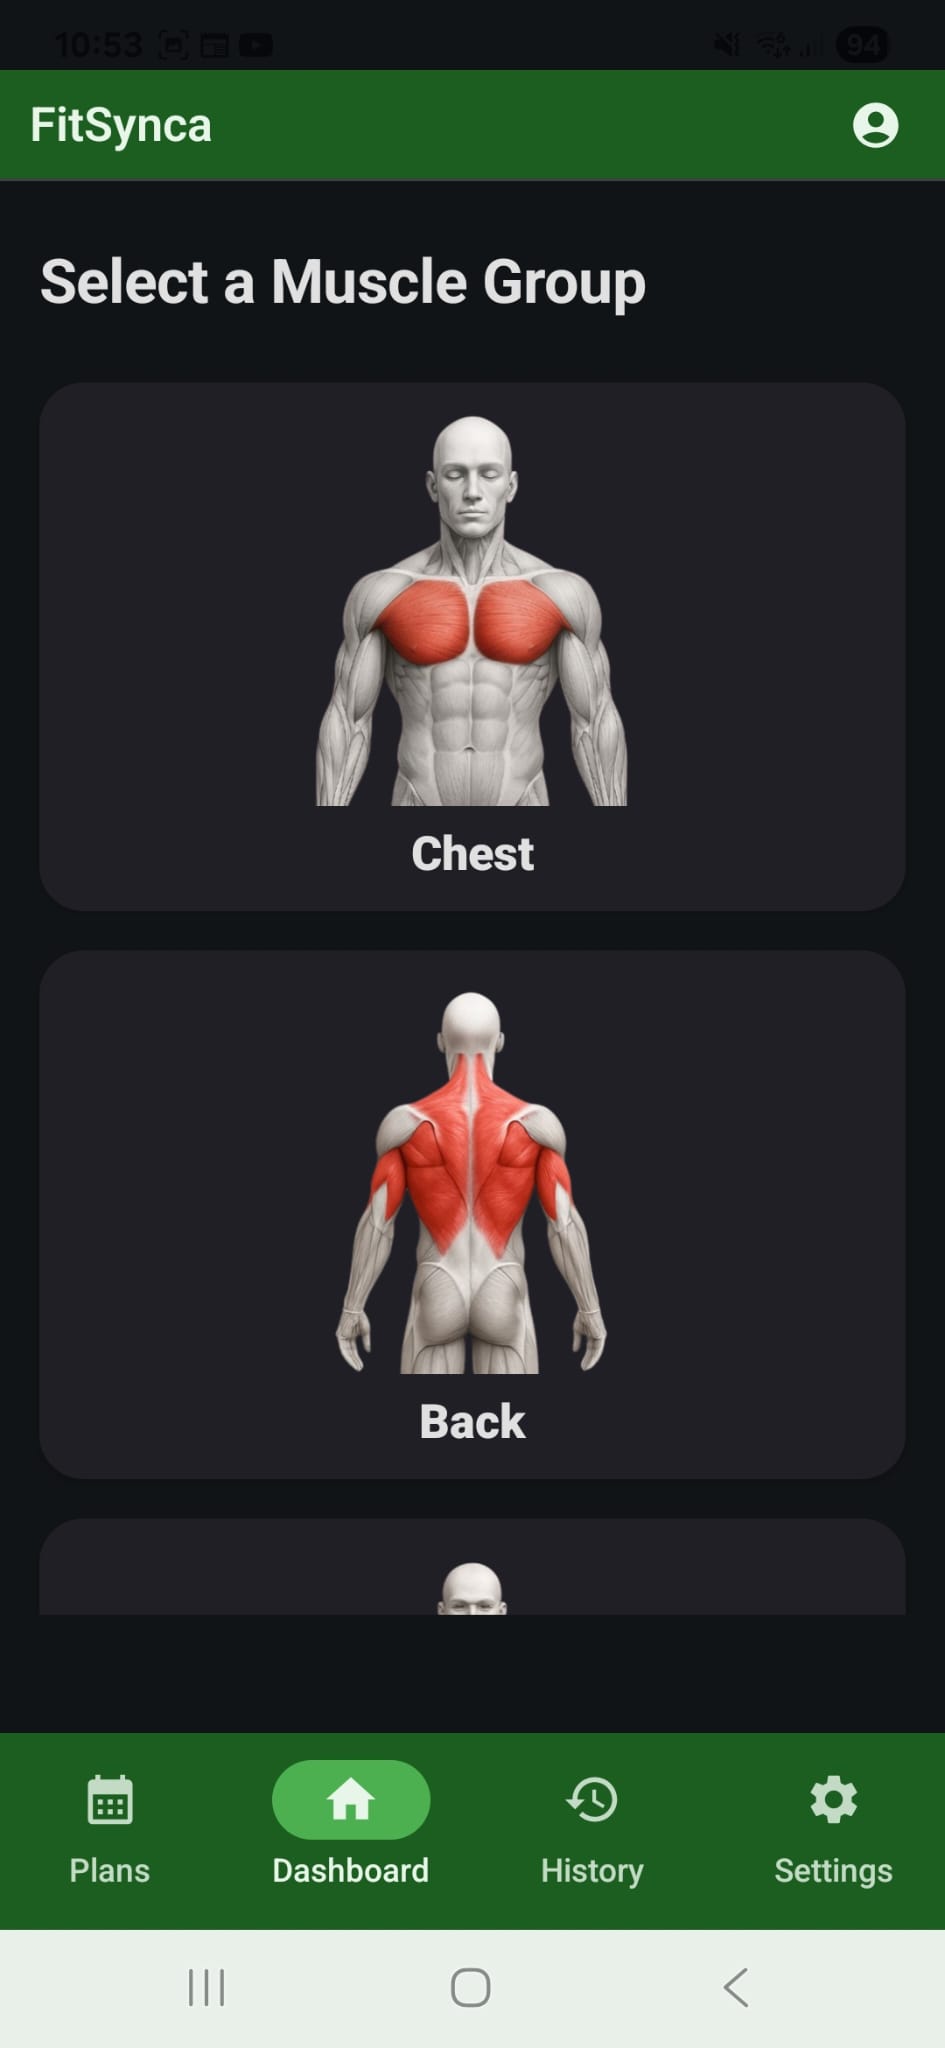 10:53
94
FitSynca
Select a Muscle Group
Chest
Back
Plans
Dashboard
History
Settings